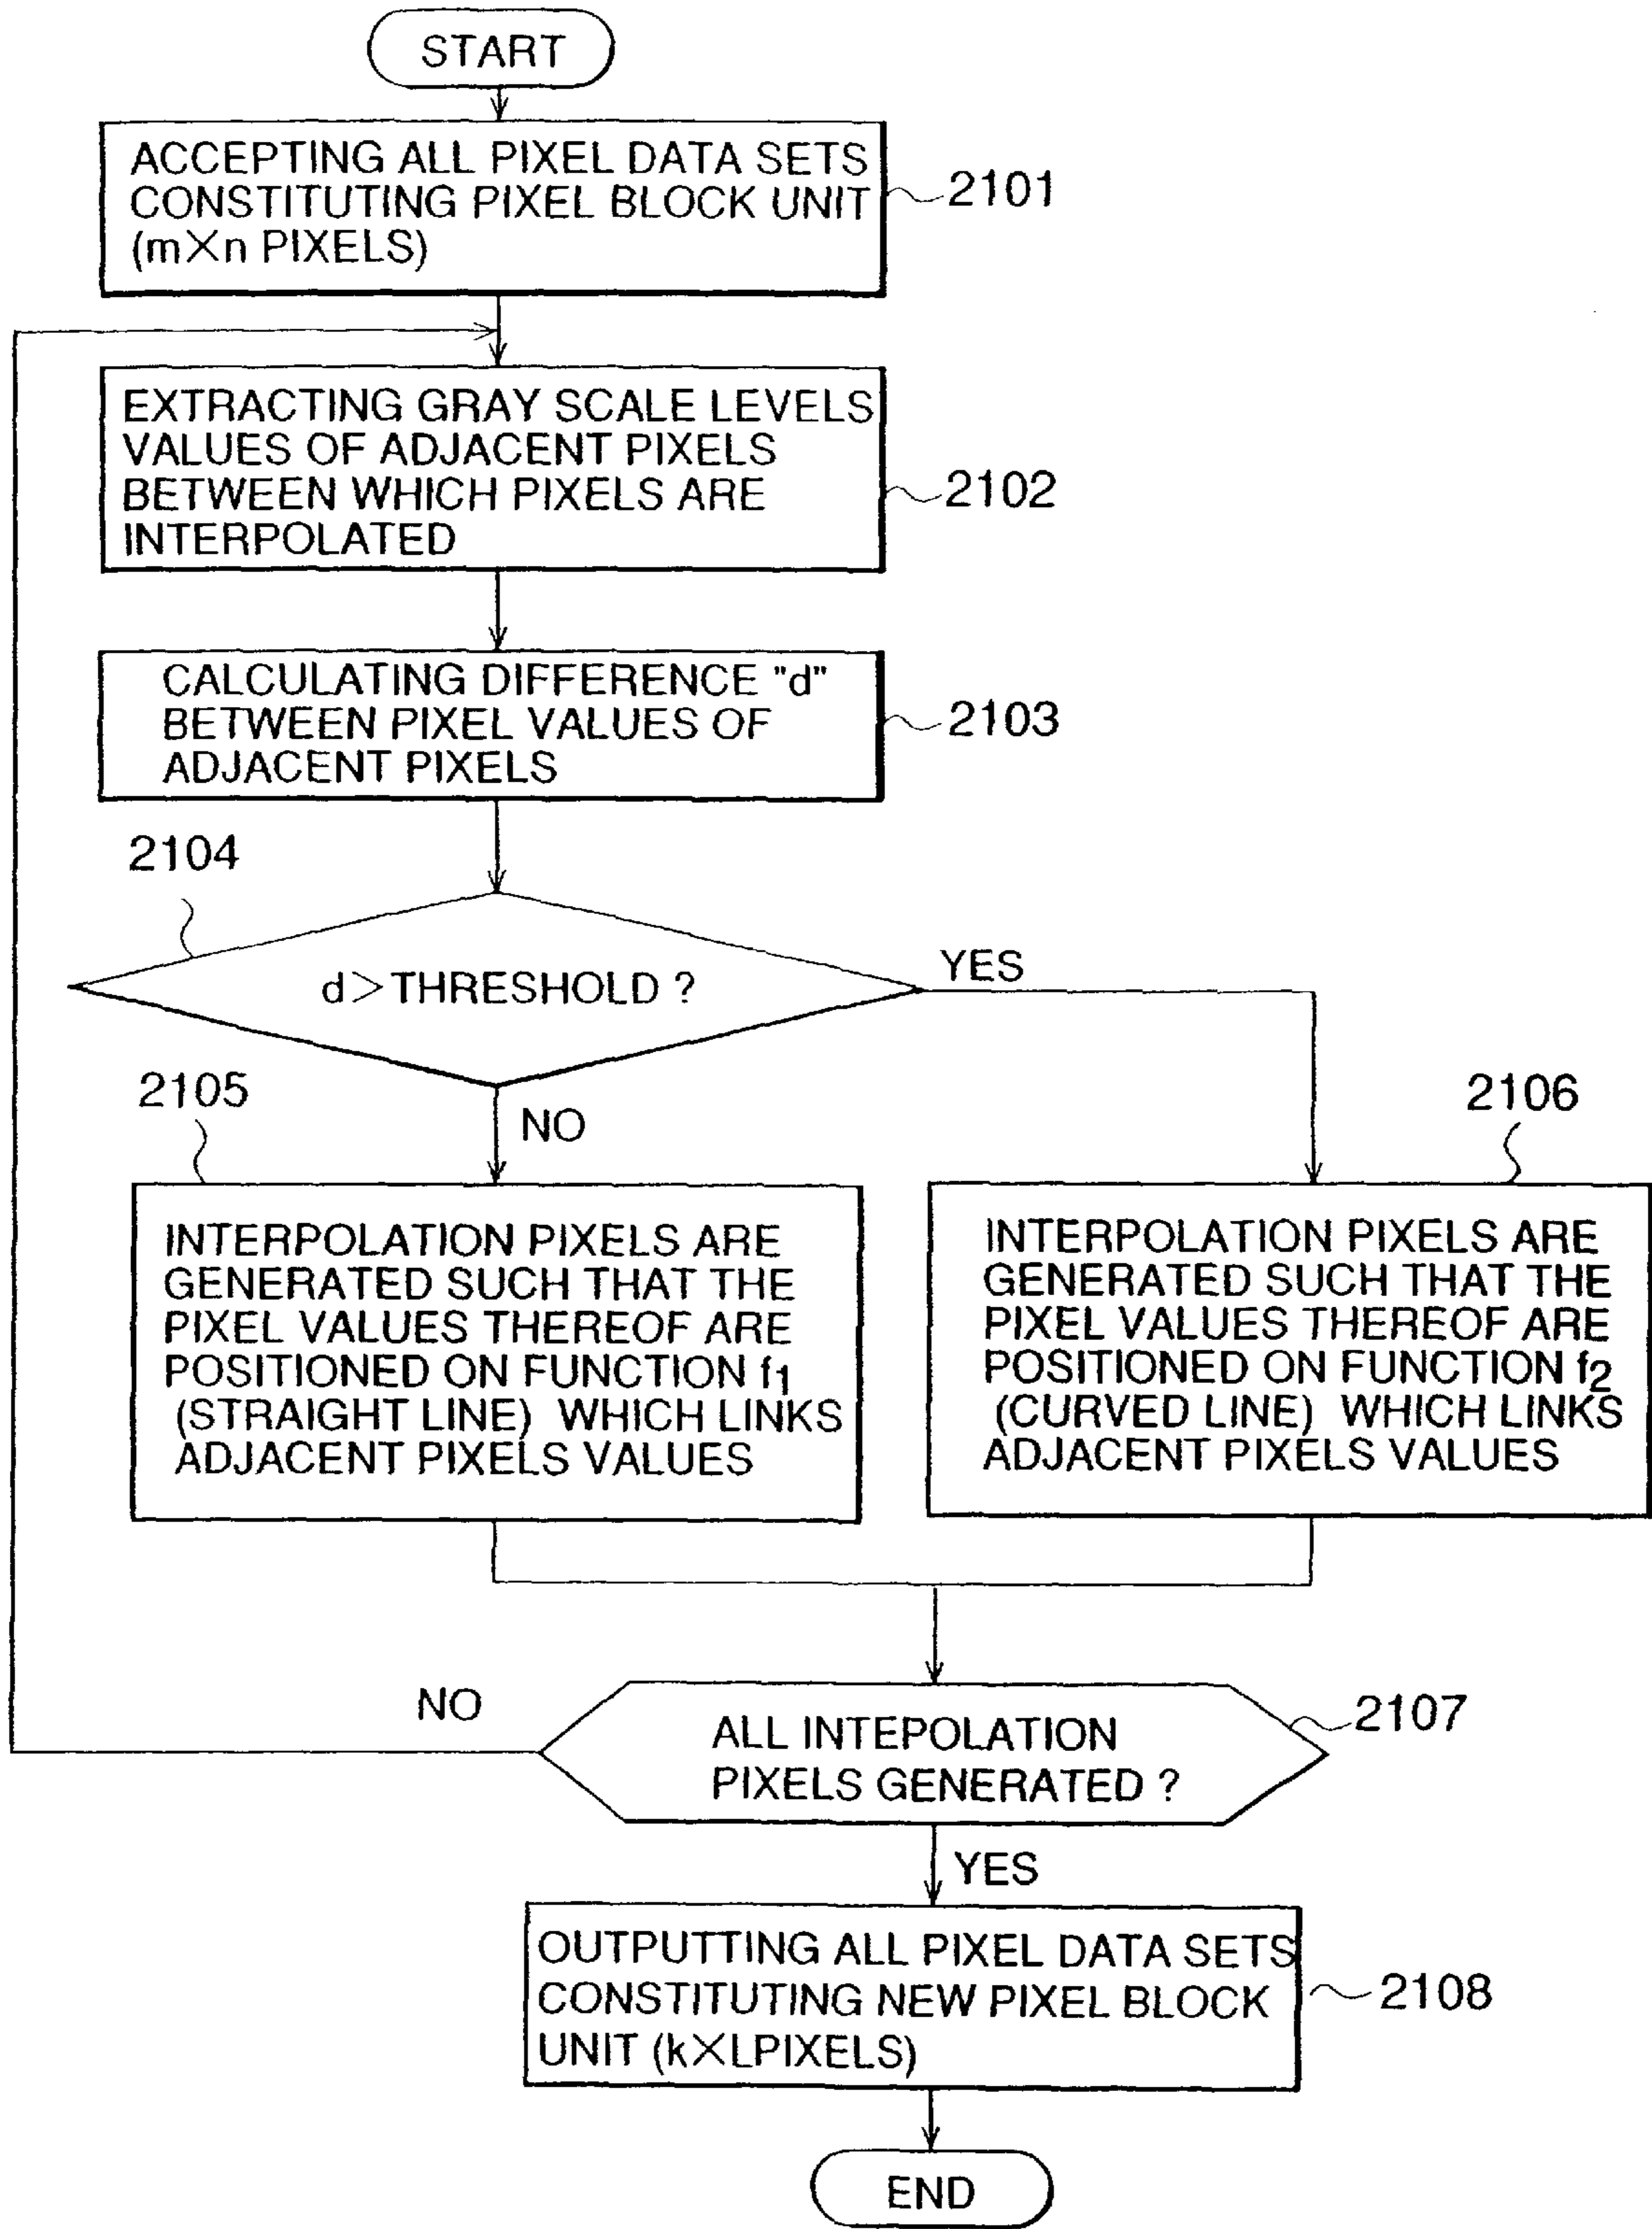 START
ACCEPTING ALL PIXEL DATA SETS
CONSTITUTING PIXEL BLOCK UNIT
(m×n PIXELS)
2101
EXTRACTING GRAY SCALE LEVELS
VALUES OF ADJACENT PIXELS
BETWEEN WHICH PIXELS ARE
INTERPOLATED
2102
CALCULATING DIFFERENCE "d"
BETWEEN PIXEL VALUES OF
ADJACENT PIXELS
2103
2104
d>THRESHOLD ?
YES
NO
2105
INTERPOLATION PIXELS ARE
GENERATED SUCH THAT THE
PIXEL VALUES THEREOF ARE
POSITIONED ON FUNCTION f1
(STRAIGHT LINE) WHICH LINKS
ADJACENT PIXELS VALUES
2106
INTERPOLATION PIXELS ARE
GENERATED SUCH THAT THE
PIXEL VALUES THEREOF ARE
POSITIONED ON FUNCTION f2
(CURVED LINE) WHICH LINKS
ADJACENT PIXELS VALUES
NO
ALL INTEPOLATION
PIXELS GENERATED ?
2107
YES
OUTPUTTING ALL PIXEL DATA SETS
CONSTITUTING NEW PIXEL BLOCK
UNIT (k×LPIXELS)
2108
END